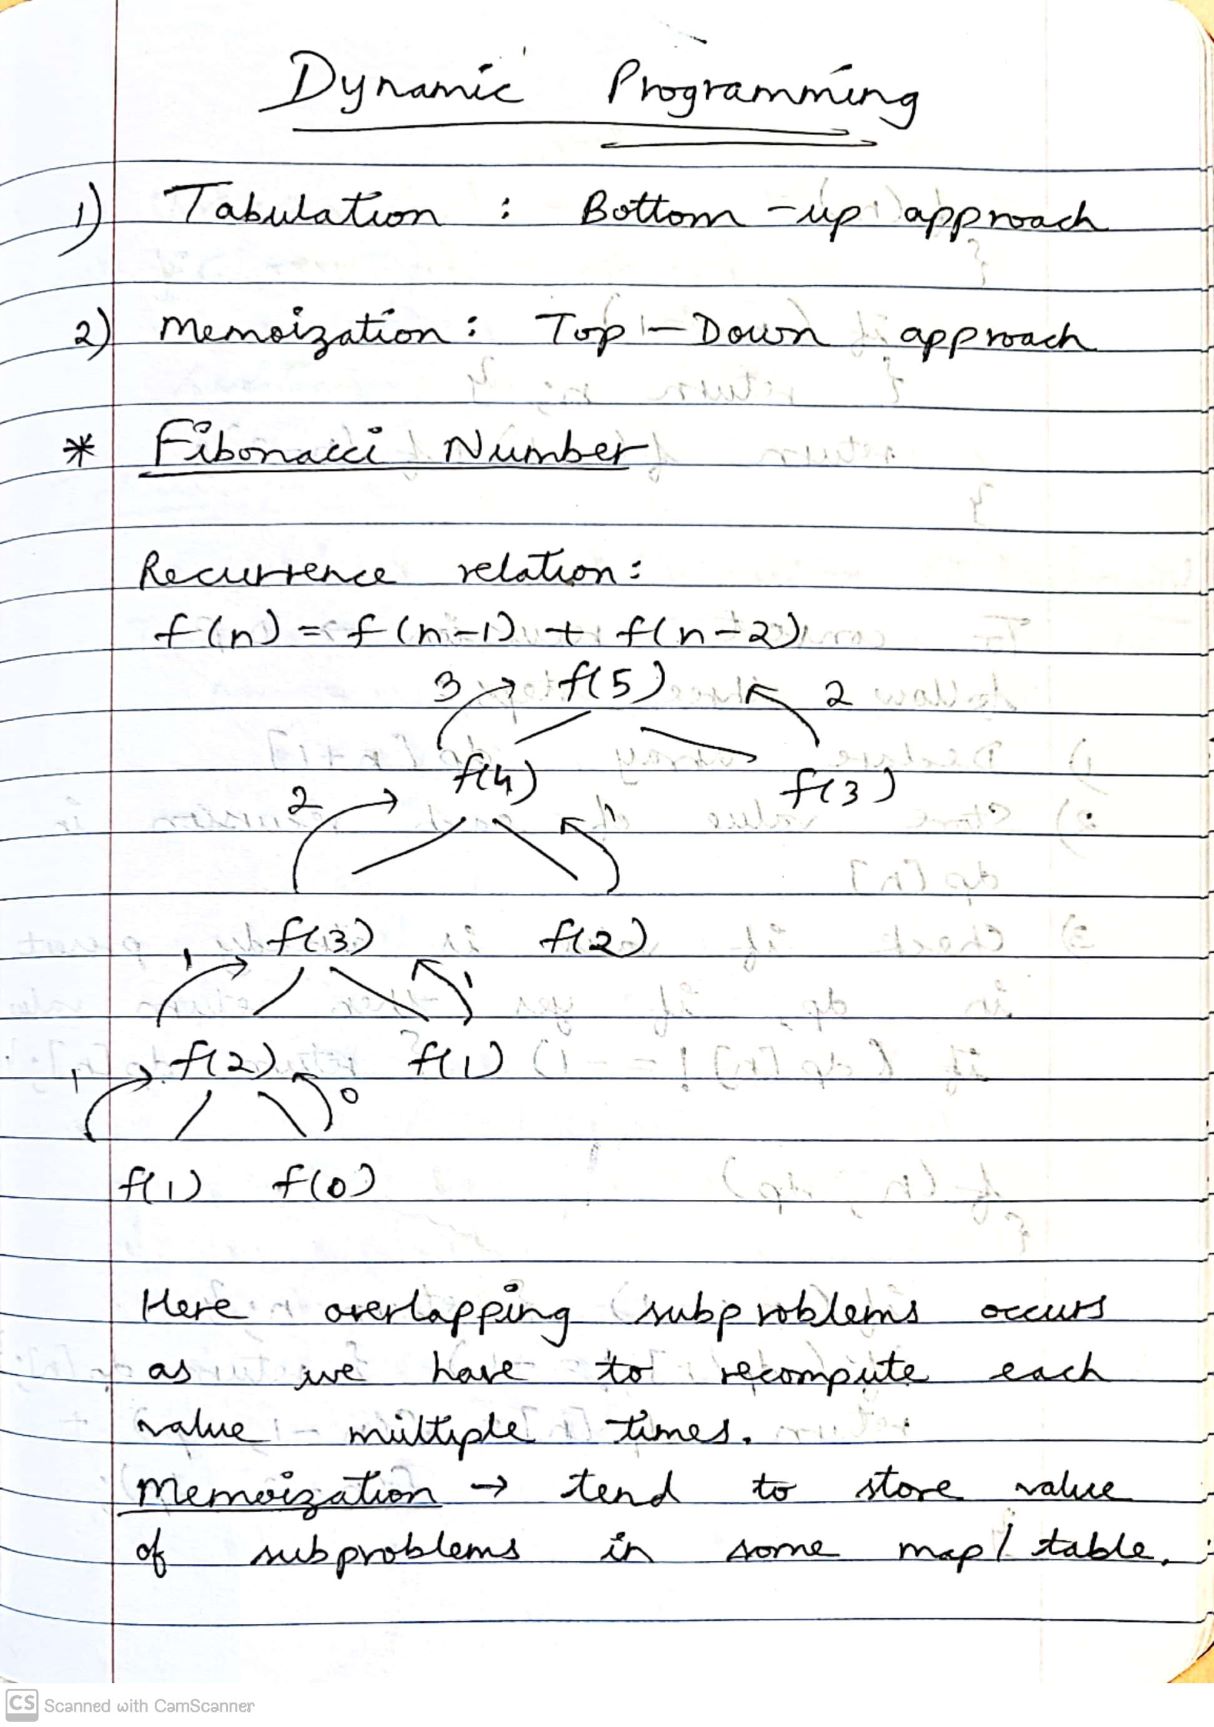 Dynamic Programming
1) Tabulation : Bottom-up approach
2) Memoization : Top-Down approach
* Fibonacci Number
Recurrence relation:
f(n) = f(n-1) + f(n-2)
3 f(5) 2
f(4) f(3)
2 1
f(3) f(2)
1 1
f(2) f(1)
1 0
f(1) f(0)
Here overlapping subproblems occurs
as we have to recompute each
value multiple times.
Memoization → tend to store value
of subproblems in some map/table.
CS Scanned with CamScanner